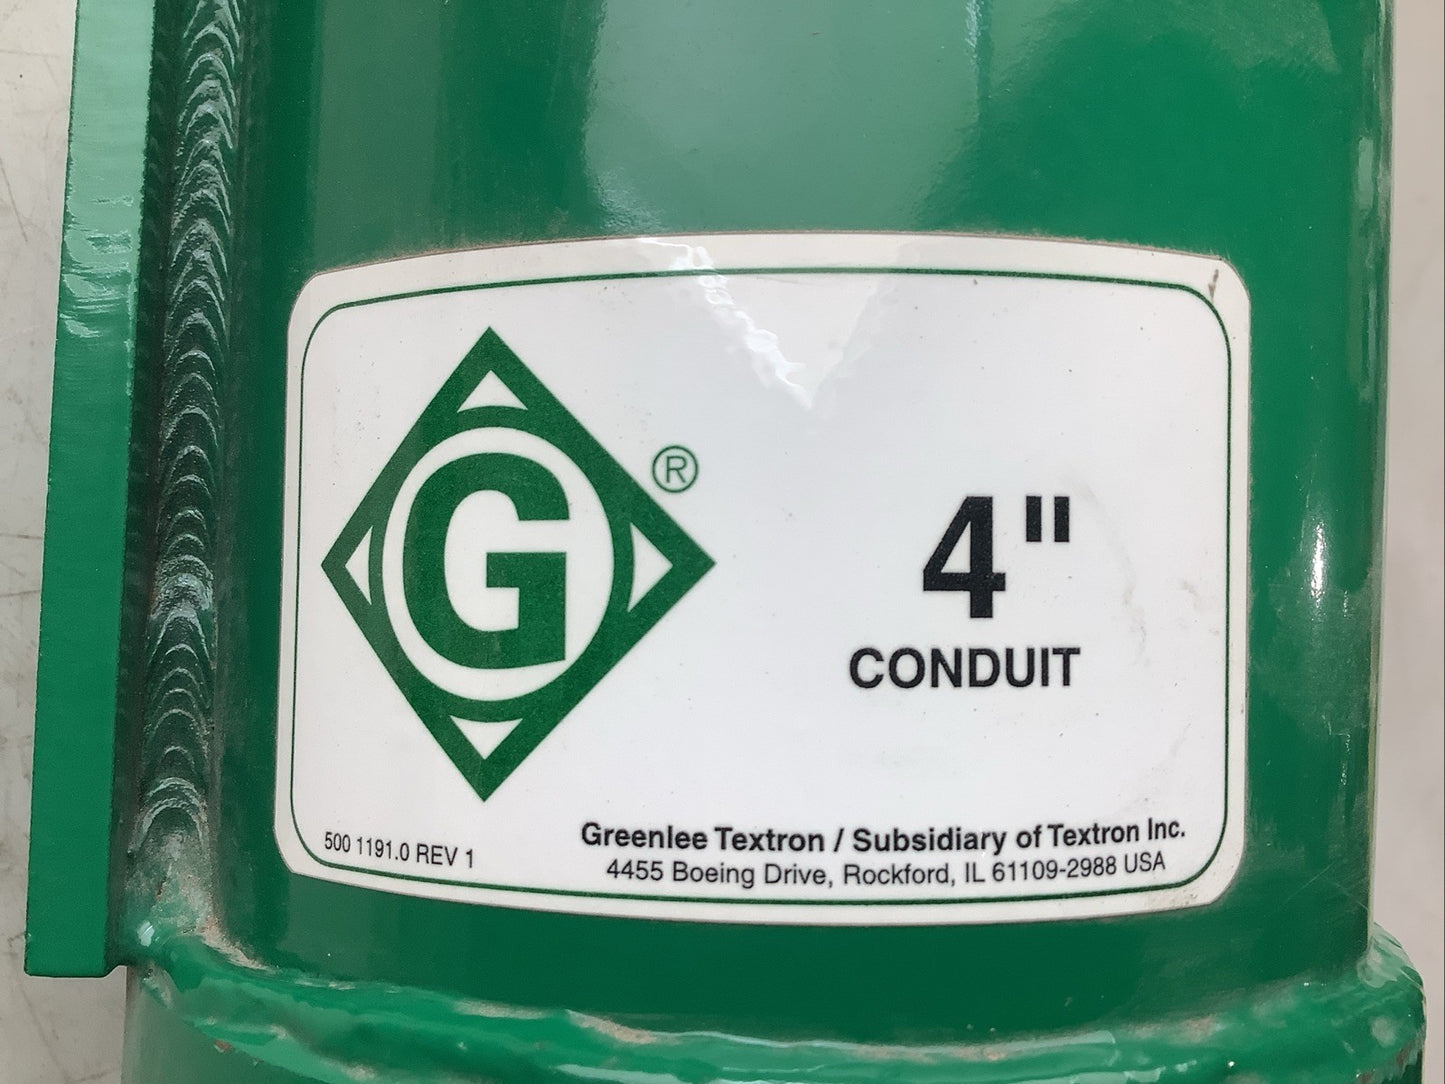 G ®
4"
CONDUIT
500 1191.0 REV 1
Greenlee Textron / Subsidiary of Textron Inc.
4455 Boeing Drive, Rockford, IL 61109-2988 USA